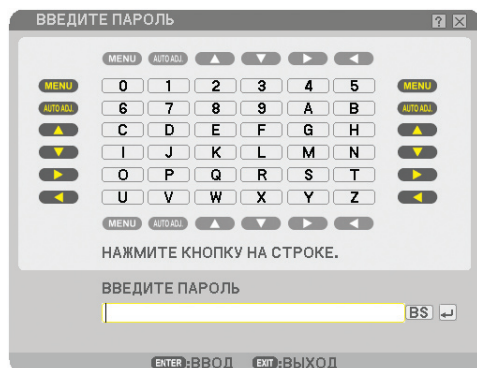 ВВЕДИТЕ ПАРОЛЬ ? X
MENU AUTO ADJ.
MENU 0 1 2 3 4 5 MENU
AUTO ADJ. 6 7 8 9 A B AUTO ADJ.
C D E F G H
I J K L M N
O P Q R S T
U V W X Y Z
MENU AUTO ADJ.
НАЖМИТЕ КНОПКУ НА СТРОКЕ.
ВВЕДИТЕ ПАРОЛЬ
BS
ENTER :ВВОД EXIT :ВЫХОД